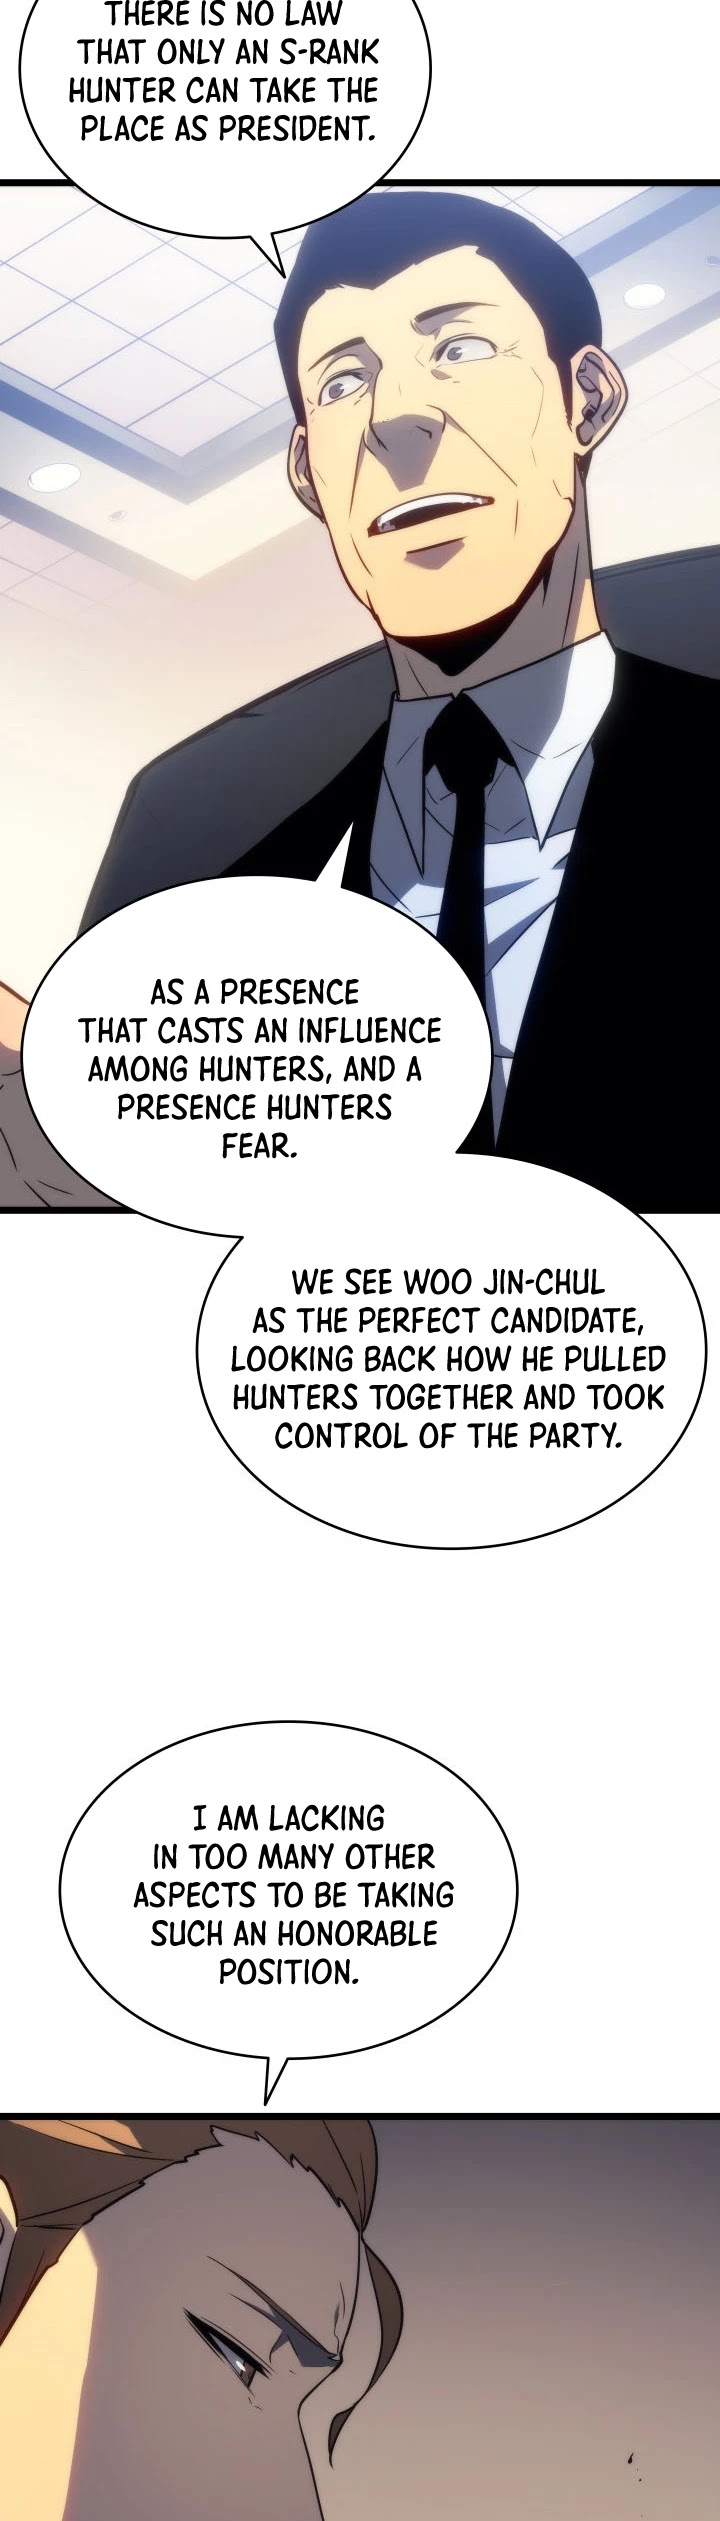 THERE IS NO LAW
THAT ONLY AN S-RANK
HUNTER CAN TAKE THE
PLACE AS PRESIDENT.
AS A PRESENCE
THAT CASTS AN INFLUENCE
AMONG HUNTERS, AND A
PRESENCE HUNTERS
FEAR.
WE SEE WOO JIN-CHUL
AS THE PERFECT CANDIDATE,
LOOKING BACK HOW HE PULLED
HUNTERS TOGETHER AND TOOK
CONTROL OF THE PARTY.
I AM LACKING
IN TOO MANY OTHER
ASPECTS TO BE TAKING
SUCH AN HONORABLE
POSITION.